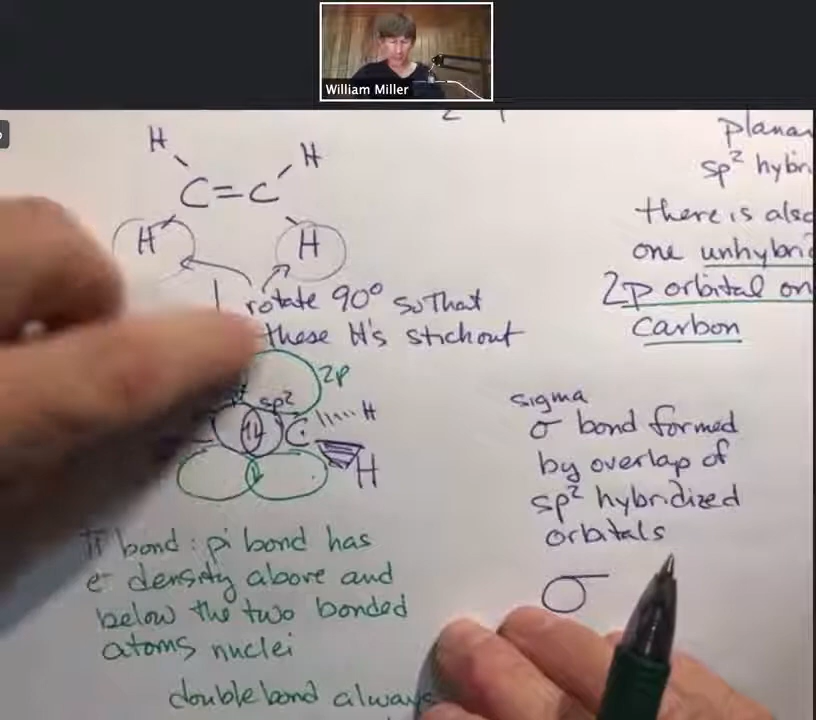 William Miller
H
H
C=C
H
H
rotate 90° so that
these H's stick out
2p
sp²
C
H
H
π bond: pi bond has
e⁻ density above and
below the two bonded
atoms nuclei
double bond always
planar
sp² hybri
there is also
one unhybri
2p orbital on
carbon
sigma
σ bond formed
by overlap of
sp² hybridized
orbitals
σ